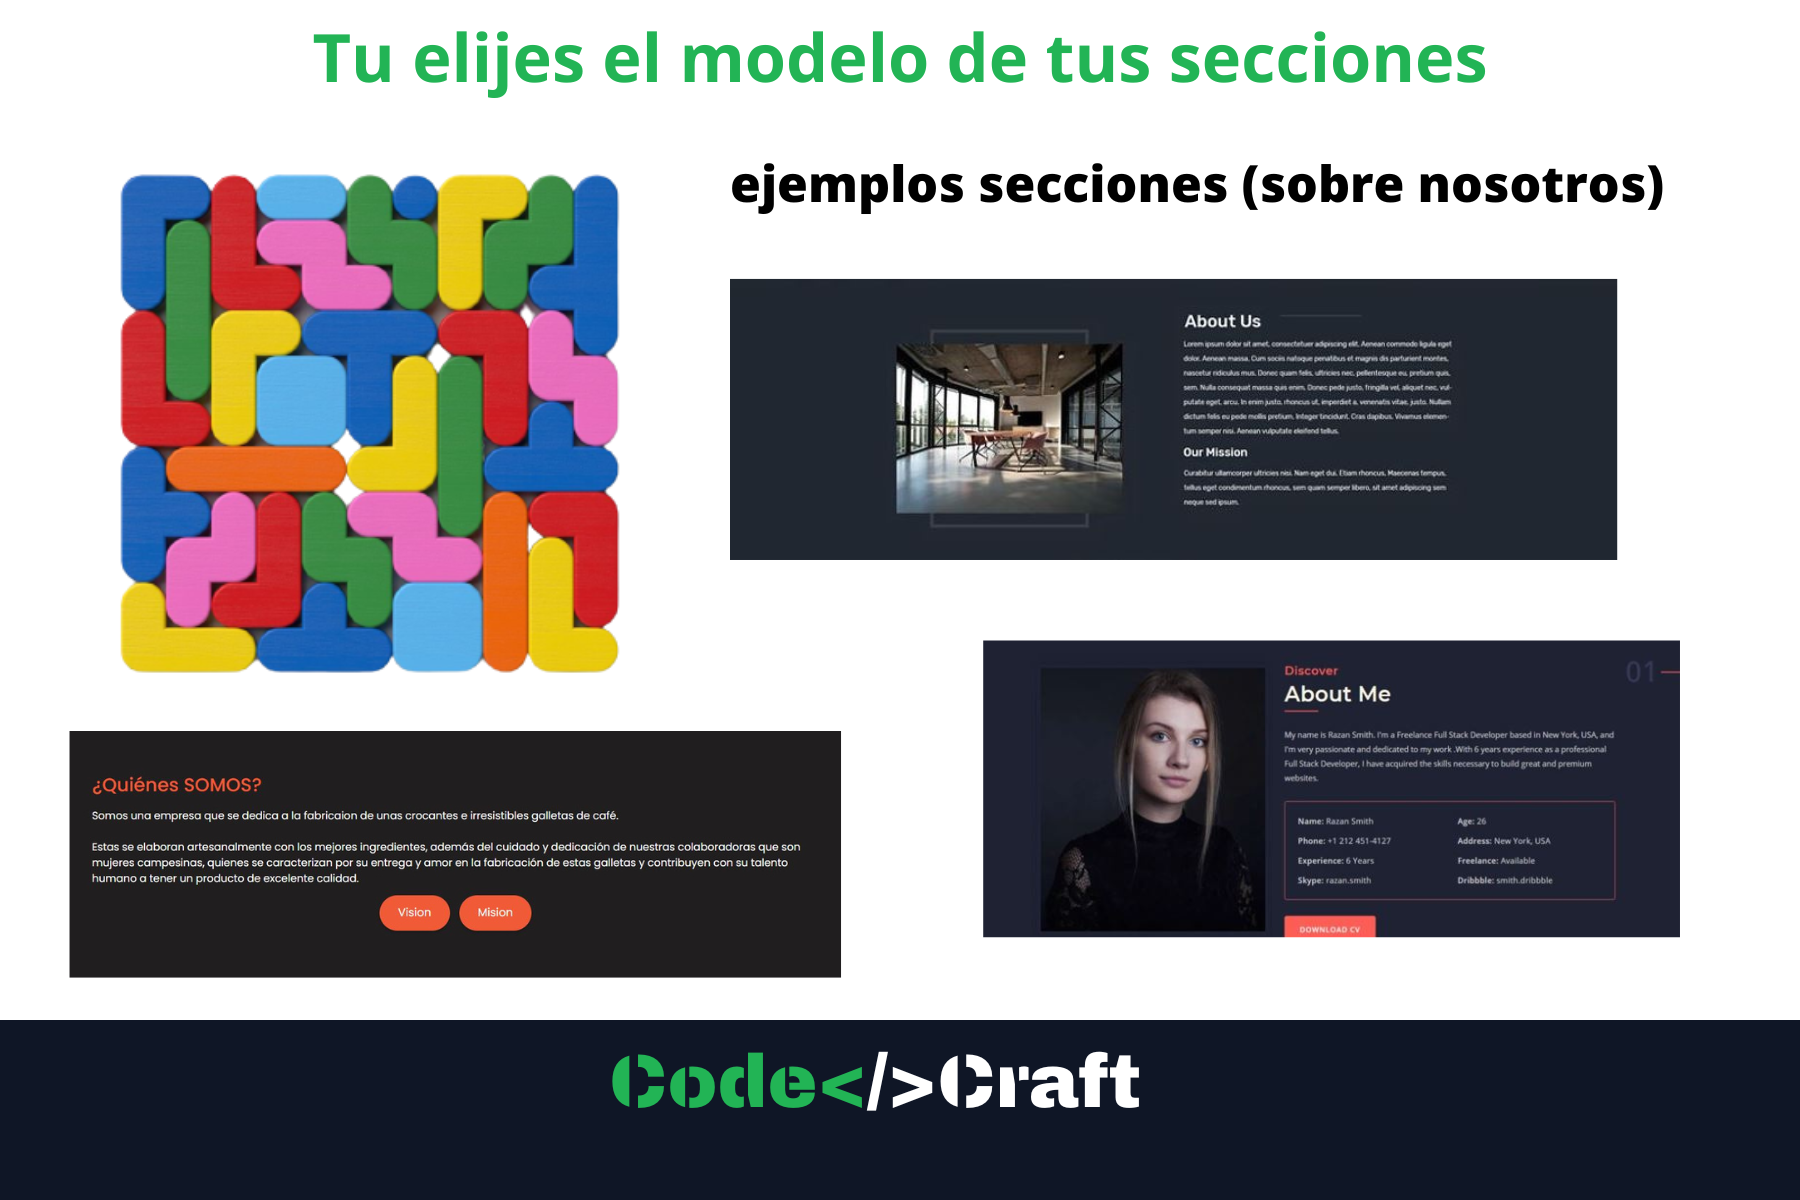 Tu elijes el modelo de tus secciones
ejemplos secciones (sobre nosotros)
About Us
Lorem ipsum dolor sit amet, consectetuer adipiscing elit. Aenean commodo ligula eget
dolor. Aenean massa. Cum sociis natoque penatibus et magnis dis parturient montes,
nascetur ridiculus mus. Donec quam felis, ultricies nec, pellentesque eu, pretium quis,
sem. Nulla consequat massa quis enim. Donec pede justo, fringilla vel, aliquet nec, vul-
putate eget, arcu. In enim justo, rhoncus ut, imperdiet a, venenatis vitae, justo. Nullam
dictum felis eu pede mollis pretium. Integer tincidunt. Cras dapibus. Vivamus elemen-
tum semper nisi. Aenean vulputate eleifend tellus.
Our Mission
Curabitur ullamcorper ultricies nisi. Nam eget dui. Etiam rhoncus. Maecenas tempus,
tellus eget condimentum rhoncus, sem quam semper libero, sit amet adipiscing sem
neque sed ipsum.
Discover
01
About Me
My name is Razan Smith. I'm a Freelance Full Stack Developer based in New York, USA, and
I'm very passionate and dedicated to my work .With 6 years experience as a professional
Full Stack Developer, I have acquired the skills necessary to build great and premium
websites.
Name: Razan Smith Age: 26
Phone: +1 212 451-4127 Address: New York, USA
Experience: 6 Years Freelance: Available
Skype: razan.smith Dribbble: smith.dribbble
DOWNLOAD CV
¿Quiénes SOMOS?
Somos una empresa que se dedica a la fabricaion de unas crocantes e irresistibles galletas de café.
Estas se elaboran artesanalmente con los mejores ingredientes, además del cuidado y dedicación de nuestras colaboradoras que son
mujeres campesinas, quienes se caracterizan por su entrega y amor en la fabricación de estas galletas y contribuyen con su talento
humano a tener un producto de excelente calidad.
Vision Mision
Code</>Craft